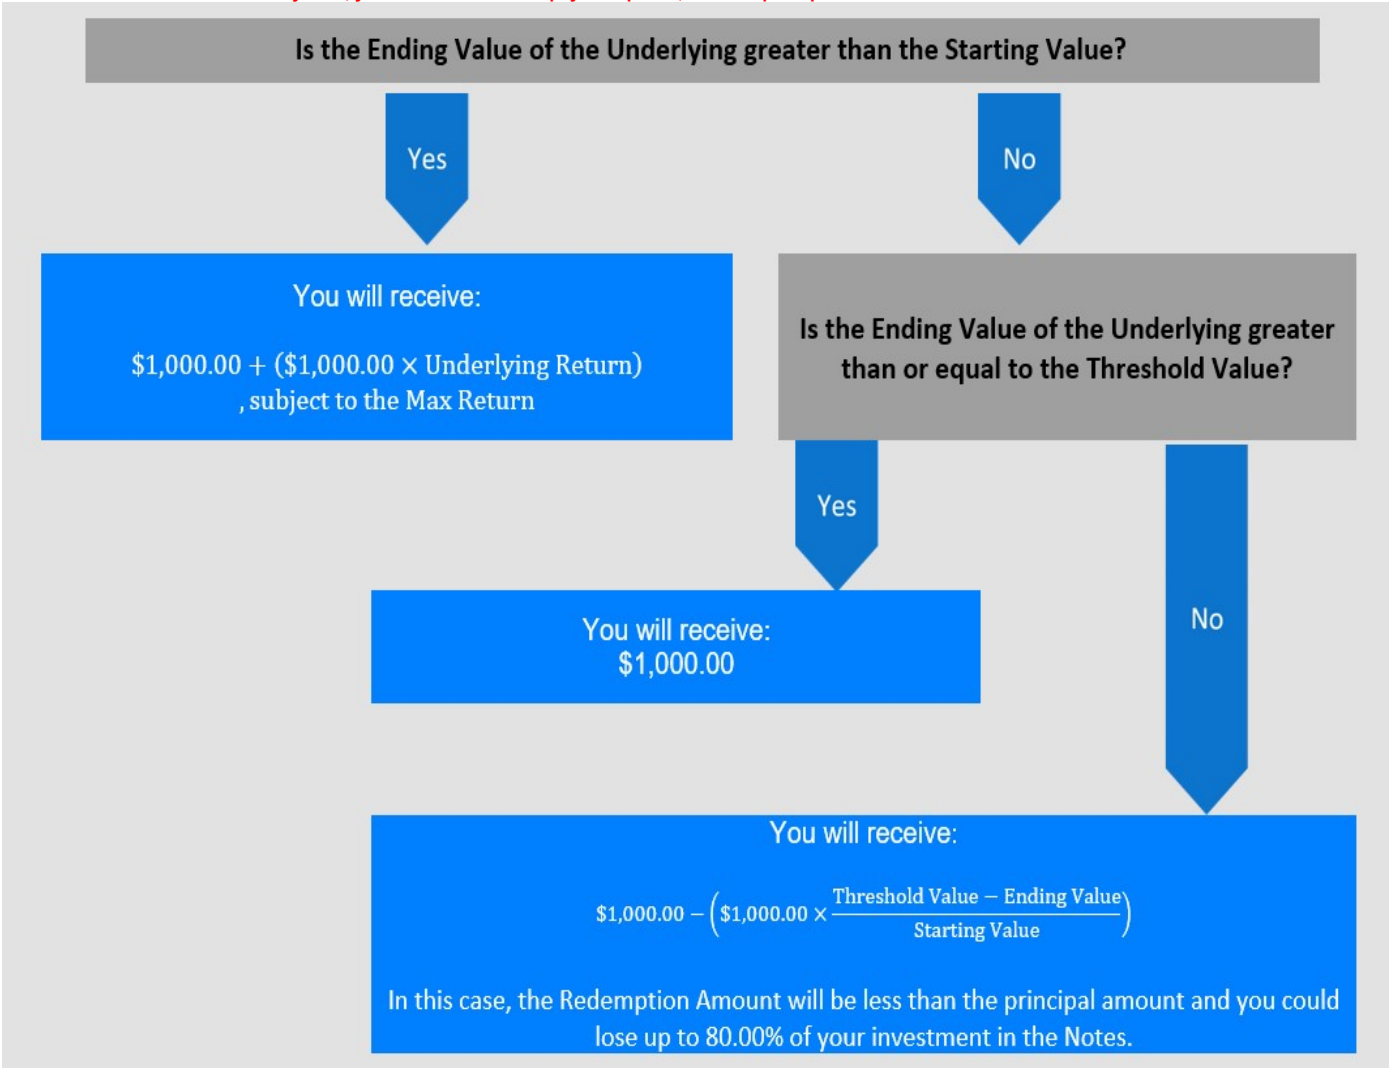 Is the Ending Value of the Underlying greater than the Starting Value?
Yes
No
You will receive:
$1,000.00 + ($1,000.00 × Underlying Return)
, subject to the Max Return
Is the Ending Value of the Underlying greater
than or equal to the Threshold Value?
Yes
No
You will receive:
$1,000.00
You will receive:
$1,000.00 − ($1,000.00 × (Threshold Value − Ending Value) / Starting Value)
In this case, the Redemption Amount will be less than the principal amount and you could
lose up to 80.00% of your investment in the Notes.